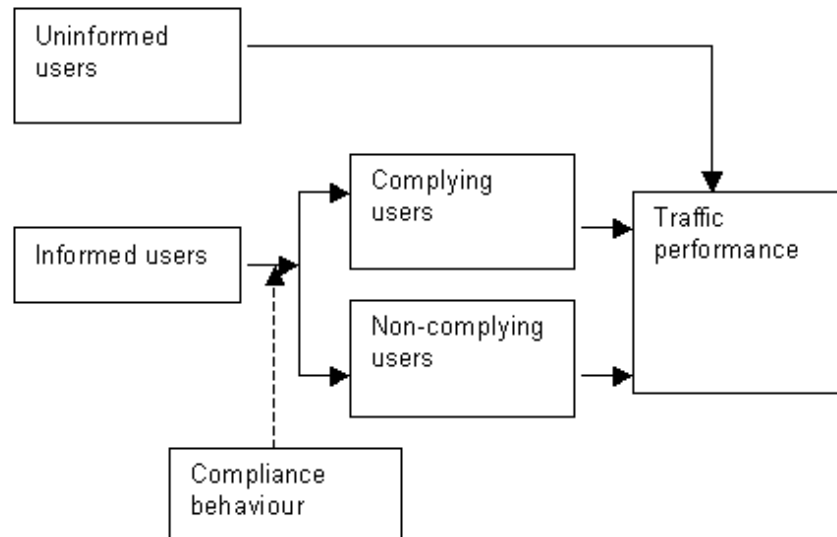 Uninformed
users
Complying
users
Traffic
performance
Informed users
Non-complying
users
Compliance
behaviour